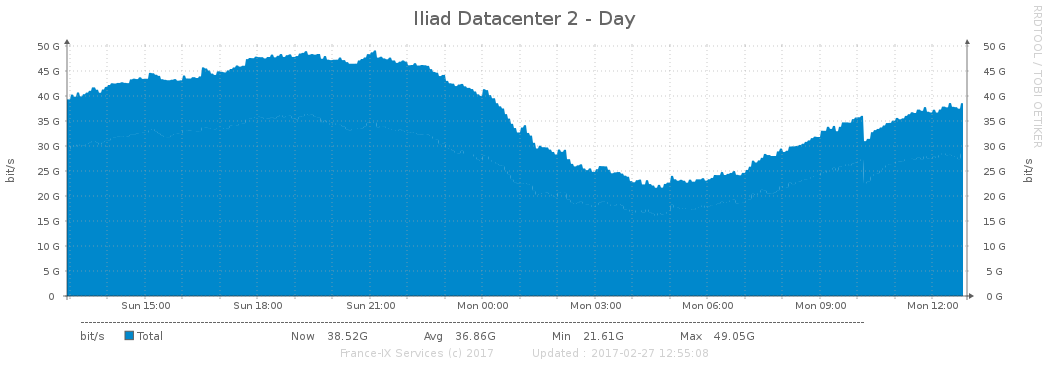 Iliad Datacenter 2 - Day
RRDTOOL / TOBI OETIKER
bit/s
50 G
45 G
40 G
35 G
30 G
25 G
20 G
15 G
10 G
5 G
0
50 G
45 G
40 G
35 G
30 G
25 G
20 G
15 G
10 G
5 G
0 G
bit/s
Sun 15:00 Sun 18:00 Sun 21:00 Mon 00:00 Mon 03:00 Mon 06:00 Mon 09:00 Mon 12:00
bit/s Total Now 38.52G Avg 36.86G Min 21.61G Max 49.05G
France-IX Services (c) 2017 Updated : 2017-02-27 12:55:08